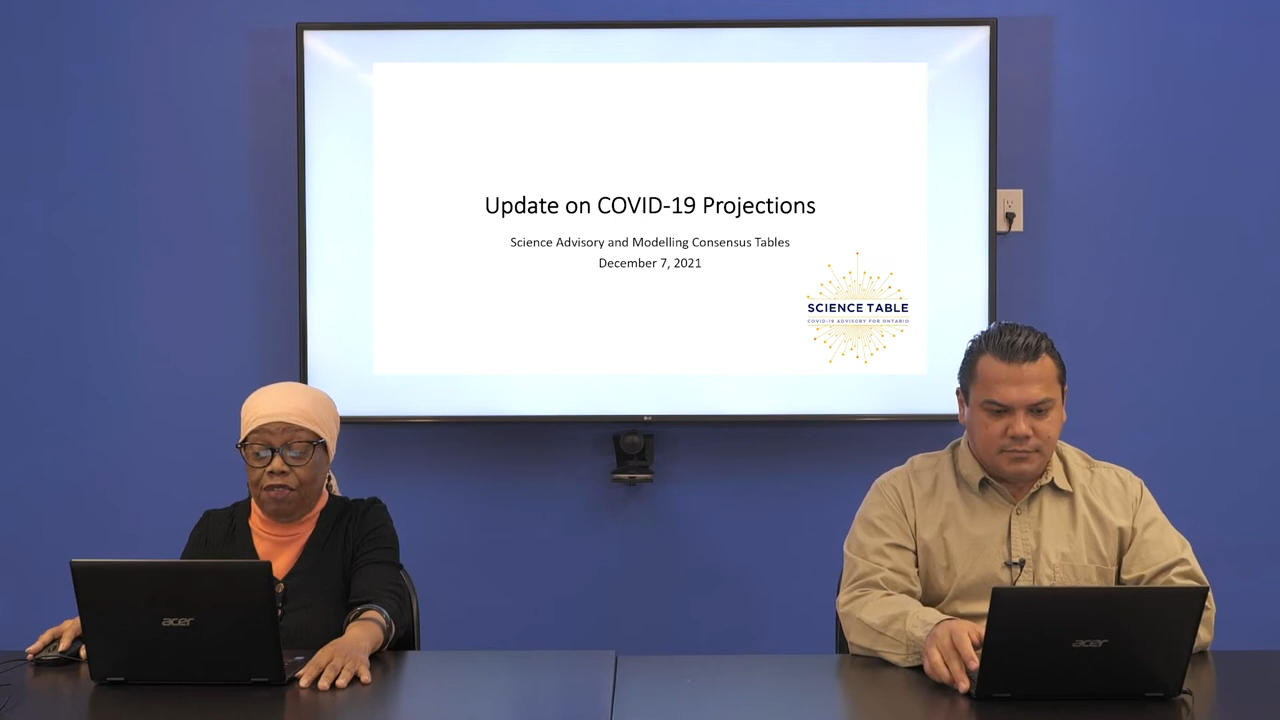 Update on COVID-19 Projections
Science Advisory and Modelling Consensus Tables
December 7, 2021
SCIENCE TABLE
COVID-19 ADVISORY FOR ONTARIO
LG
acer
acer